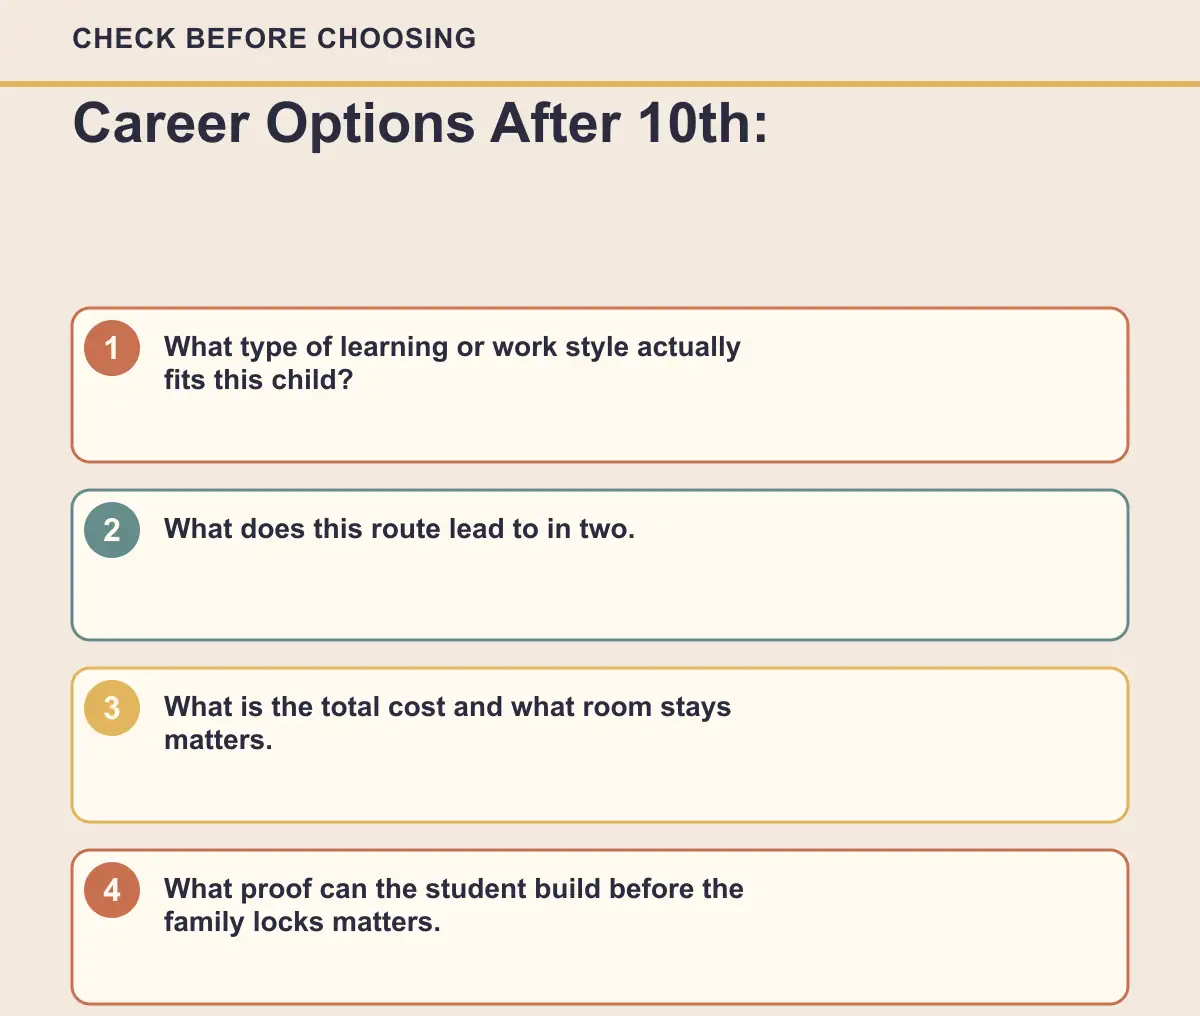 CHECK BEFORE CHOOSING
Career Options After 10th:
1
What type of learning or work style actually
fits this child?
2
What does this route lead to in two.
3
What is the total cost and what room stays
matters.
4
What proof can the student build before the
family locks matters.